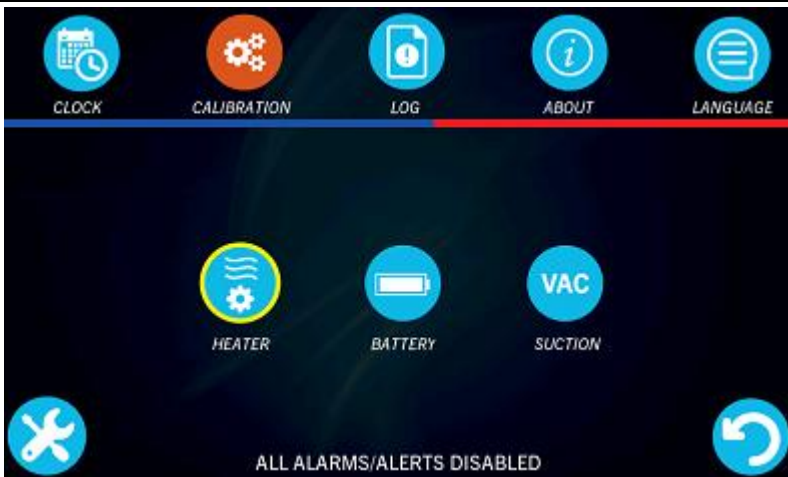 CLOCK
CALIBRATION
LOG
ABOUT
LANGUAGE
HEATER
BATTERY
VAC
SUCTION
ALL ALARMS/ALERTS DISABLED